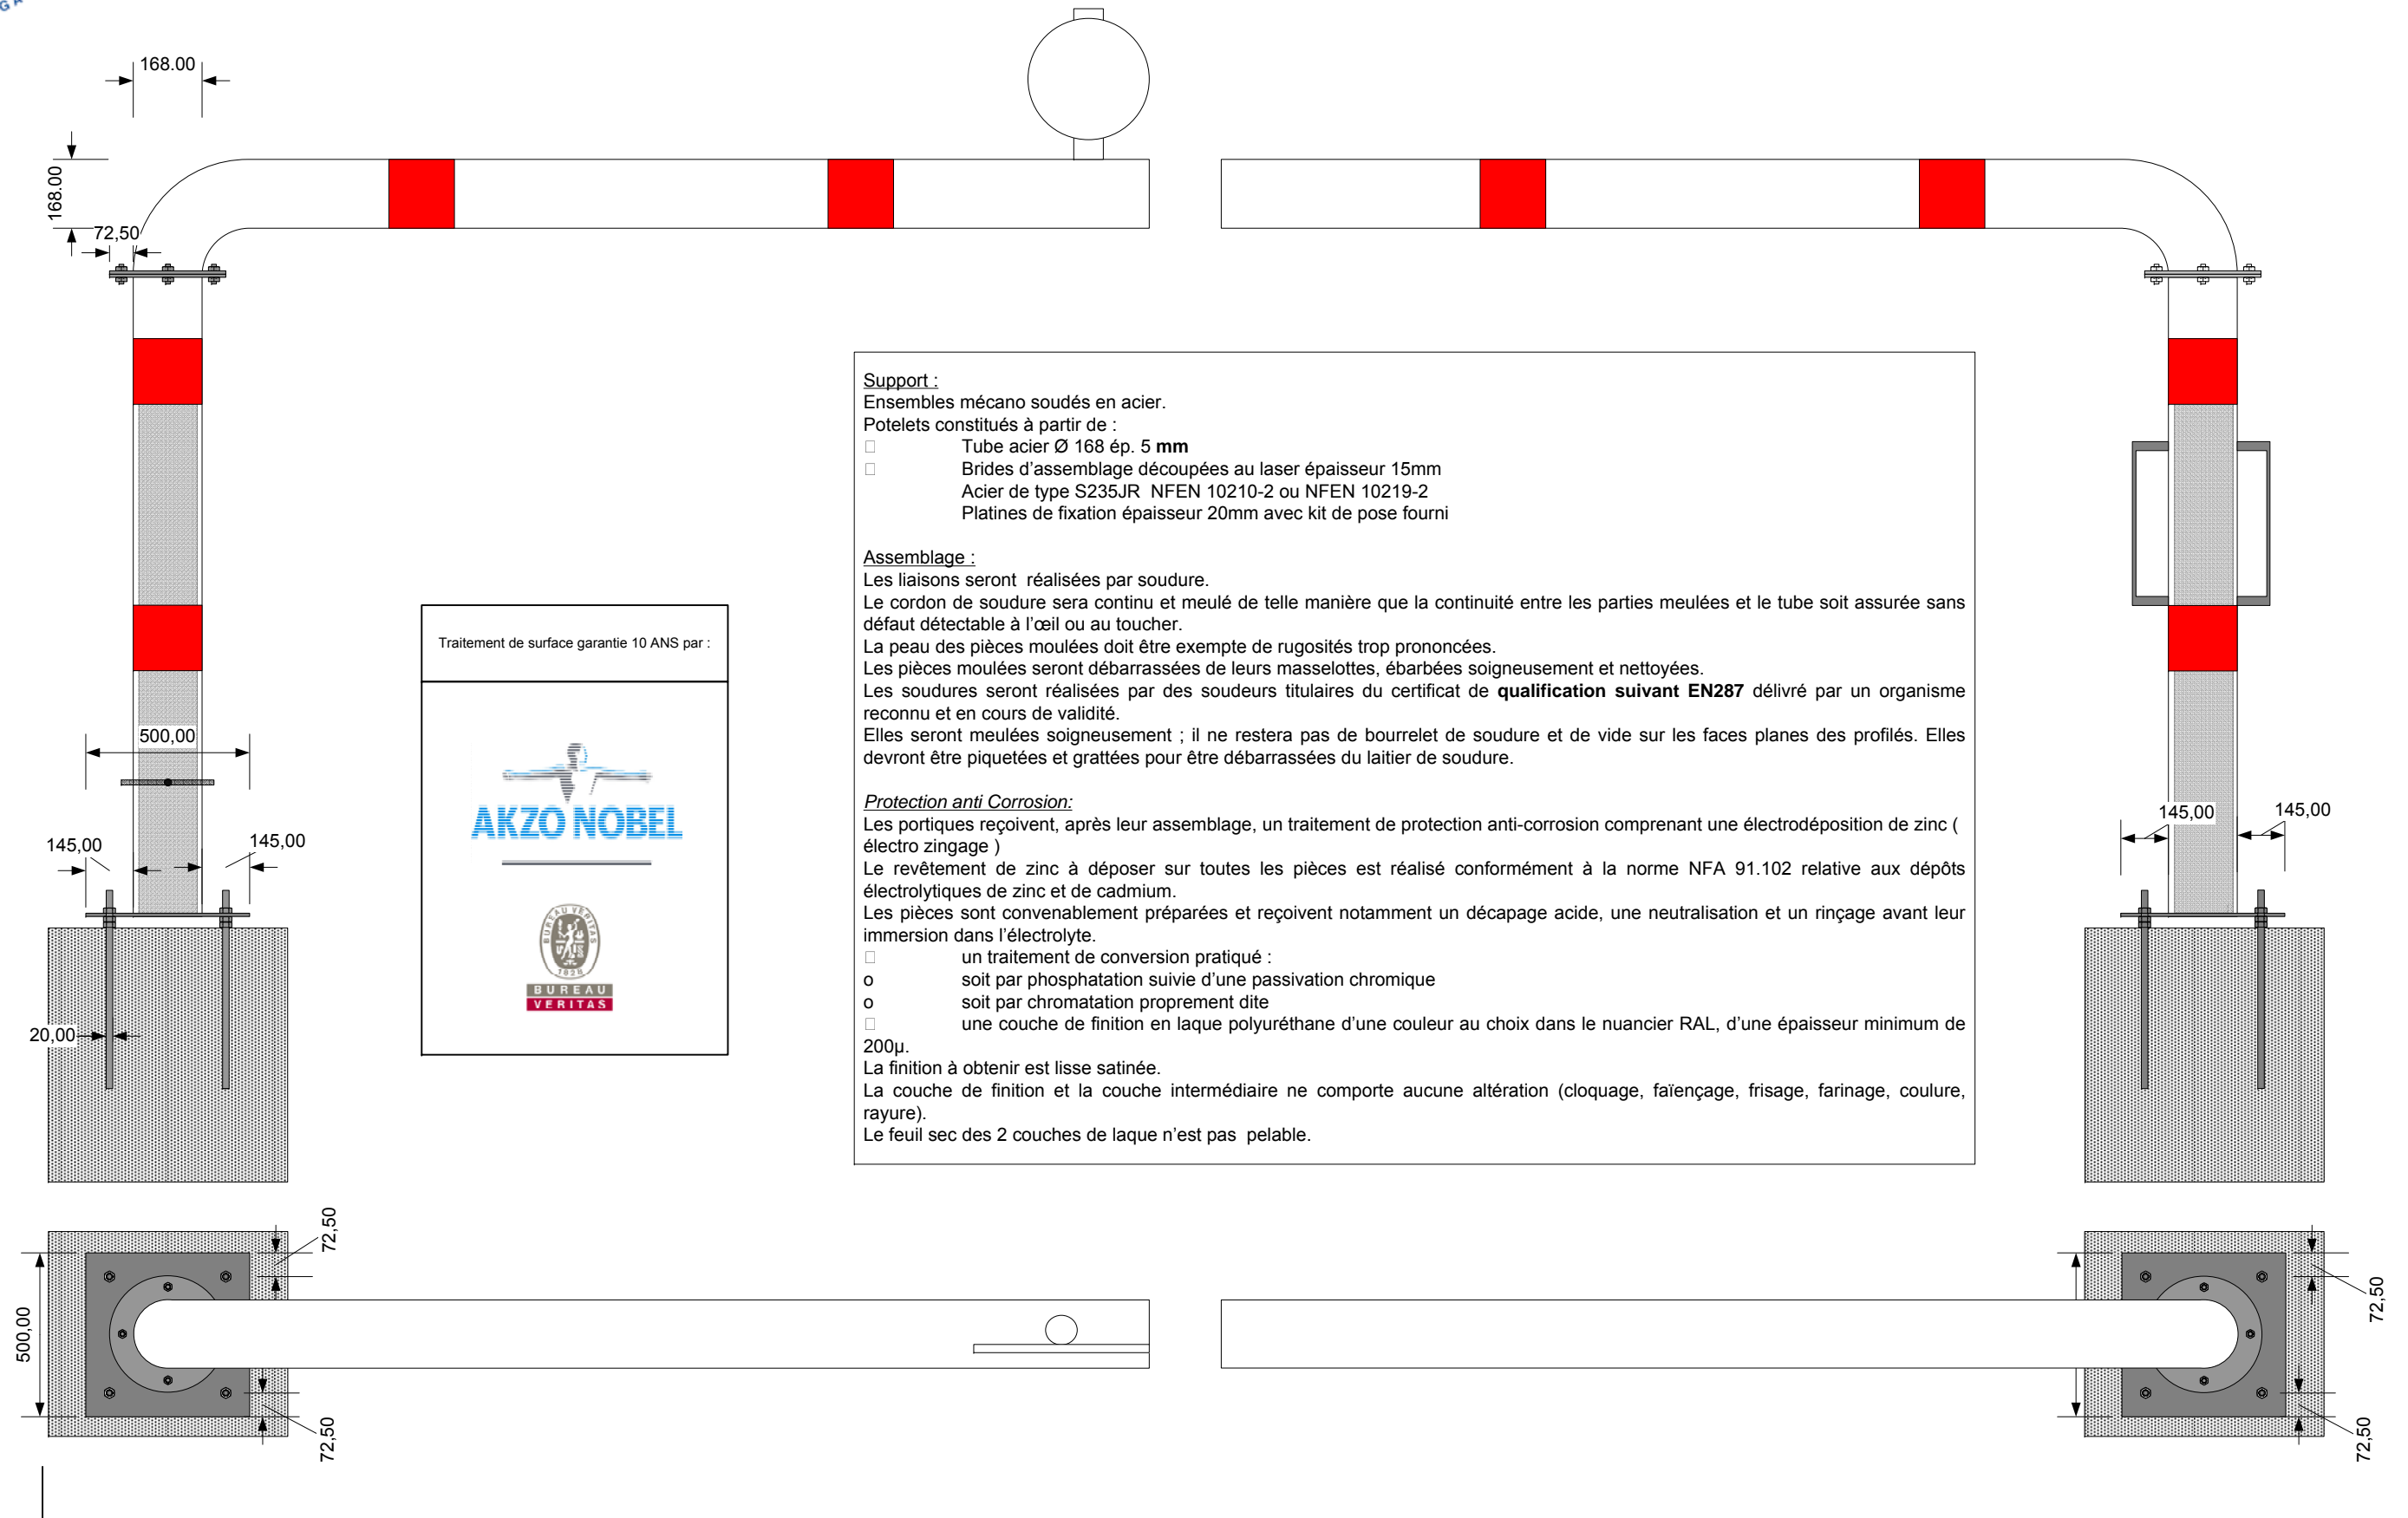 GA
168.00
168.00
72,50
Support :
Ensembles mécano soudés en acier.
Potelets constitués à partir de :
Tube acier Ø 168 ép. 5 mm
Brides d’assemblage découpées au laser épaisseur 15mm
Acier de type S235JR NFEN 10210-2 ou NFEN 10219-2
Platines de fixation épaisseur 20mm avec kit de pose fourni
Assemblage :
Les liaisons seront réalisées par soudure.
Le cordon de soudure sera continu et meulé de telle manière que la continuité entre les parties meulées et le tube soit assurée sans
défaut détectable à l’œil ou au toucher.
La peau des pièces moulées doit être exempte de rugosités trop prononcées.
Les pièces moulées seront débarrassées de leurs masselottes, ébarbées soigneusement et nettoyées.
Les soudures seront réalisées par des soudeurs titulaires du certificat de qualification suivant EN287 délivré par un organisme
reconnu et en cours de validité.
Elles seront meulées soigneusement ; il ne restera pas de bourrelet de soudure et de vide sur les faces planes des profilés. Elles
devront être piquetées et grattées pour être débarrassées du laitier de soudure.
Protection anti Corrosion:
Les portiques reçoivent, après leur assemblage, un traitement de protection anti-corrosion comprenant une électrodéposition de zinc (
électro zingage )
Le revêtement de zinc à déposer sur toutes les pièces est réalisé conformément à la norme NFA 91.102 relative aux dépôts
électrolytiques de zinc et de cadmium.
Les pièces sont convenablement préparées et reçoivent notamment un décapage acide, une neutralisation et un rinçage avant leur
immersion dans l’électrolyte.
un traitement de conversion pratiqué :
o soit par phosphatation suivie d’une passivation chromique
o soit par chromatation proprement dite
une couche de finition en laque polyuréthane d’une couleur au choix dans le nuancier RAL, d’une épaisseur minimum de
200µ.
La finition à obtenir est lisse satinée.
La couche de finition et la couche intermédiaire ne comporte aucune altération (cloquage, faïençage, frisage, farinage, coulure,
rayure).
Le feuil sec des 2 couches de laque n’est pas pelable.
Traitement de surface garantie 10 ANS par :
AKZO NOBEL
BUREAU VERITAS
1828
BUREAU
VERITAS
500,00
145,00
145,00
20,00
145,00
145,00
72,50
500,00
72,50
72,50
72,50